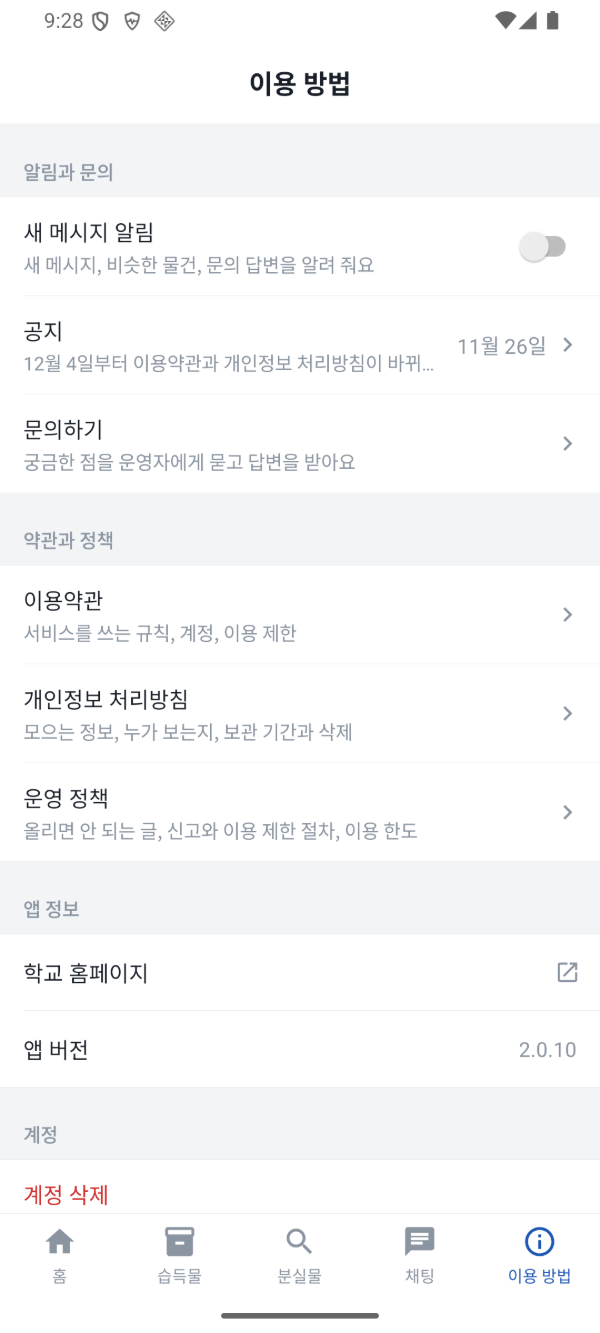 9:28
이용 방법
알림과 문의
새 메시지 알림
새 메시지, 비슷한 물건, 문의 답변을 알려 줘요
공지
12월 4일부터 이용약관과 개인정보 처리방침이 바뀌...
11월 26일
문의하기
궁금한 점을 운영자에게 묻고 답변을 받아요
약관과 정책
이용약관
서비스를 쓰는 규칙, 계정, 이용 제한
개인정보 처리방침
모으는 정보, 누가 보는지, 보관 기간과 삭제
운영 정책
올리면 안 되는 글, 신고와 이용 제한 절차, 이용 한도
앱 정보
학교 홈페이지
앱 버전
2.0.10
계정
계정 삭제
홈
습득물
분실물
채팅
이용 방법